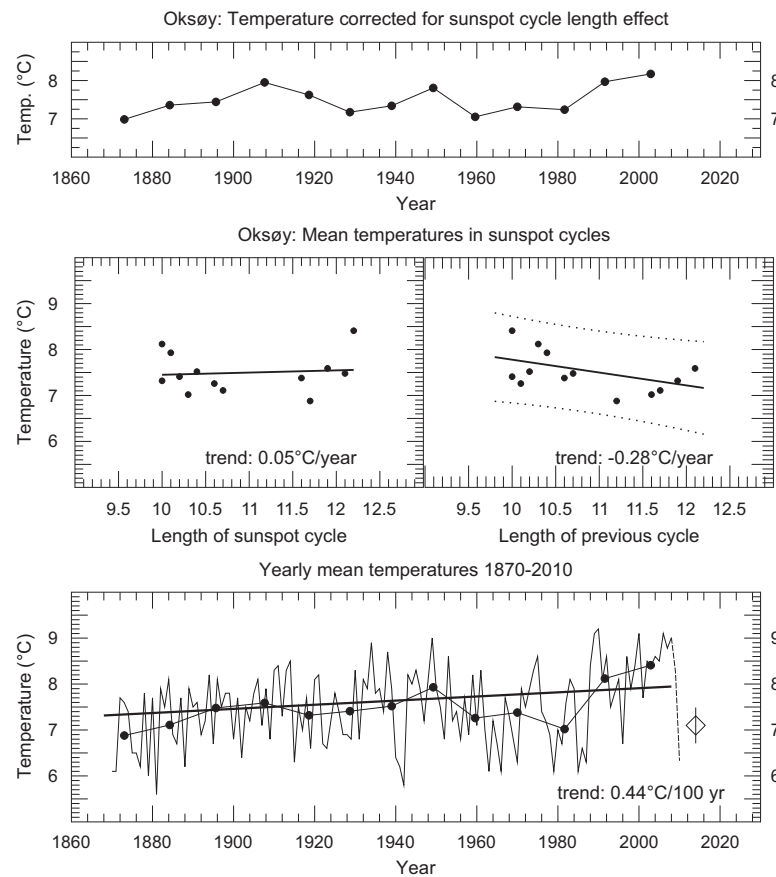 Oksøy: Temperature corrected for sunspot cycle length effect
Temp. (°C)
8
7
8
7
1860 1880 1900 1920 1940 1960 1980 2000 2020
Year
Oksøy: Mean temperatures in sunspot cycles
Temperature (°C)
9
8
7
6
trend: 0.05°C/year
trend: -0.28°C/year
9.5 10 10.5 11 11.5 12 12.5
9.5 10 10.5 11 11.5 12 12.5
Length of sunspot cycle
Length of previous cycle
Yearly mean temperatures 1870-2010
Temperature (°C)
9
8
7
6
9
8
7
6
trend: 0.44°C/100 yr
1860 1880 1900 1920 1940 1960 1980 2000 2020
Year